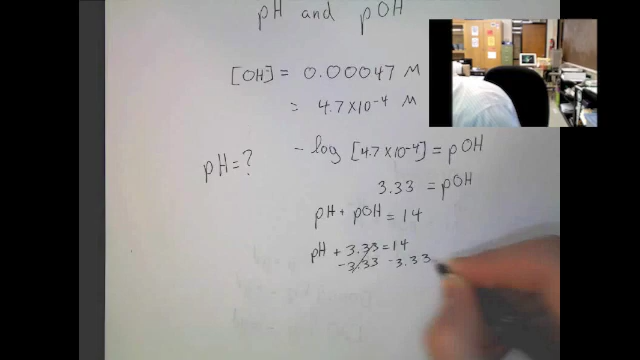 pH and pOH
[OH] = 0.00047 M
= 4.7 x 10⁻⁴ M
- log [4.7 x 10⁻⁴] = pOH
pH = ?
3.33 = pOH
pH + pOH = 14
pH + 3.33 = 14
-3.33 -3.33